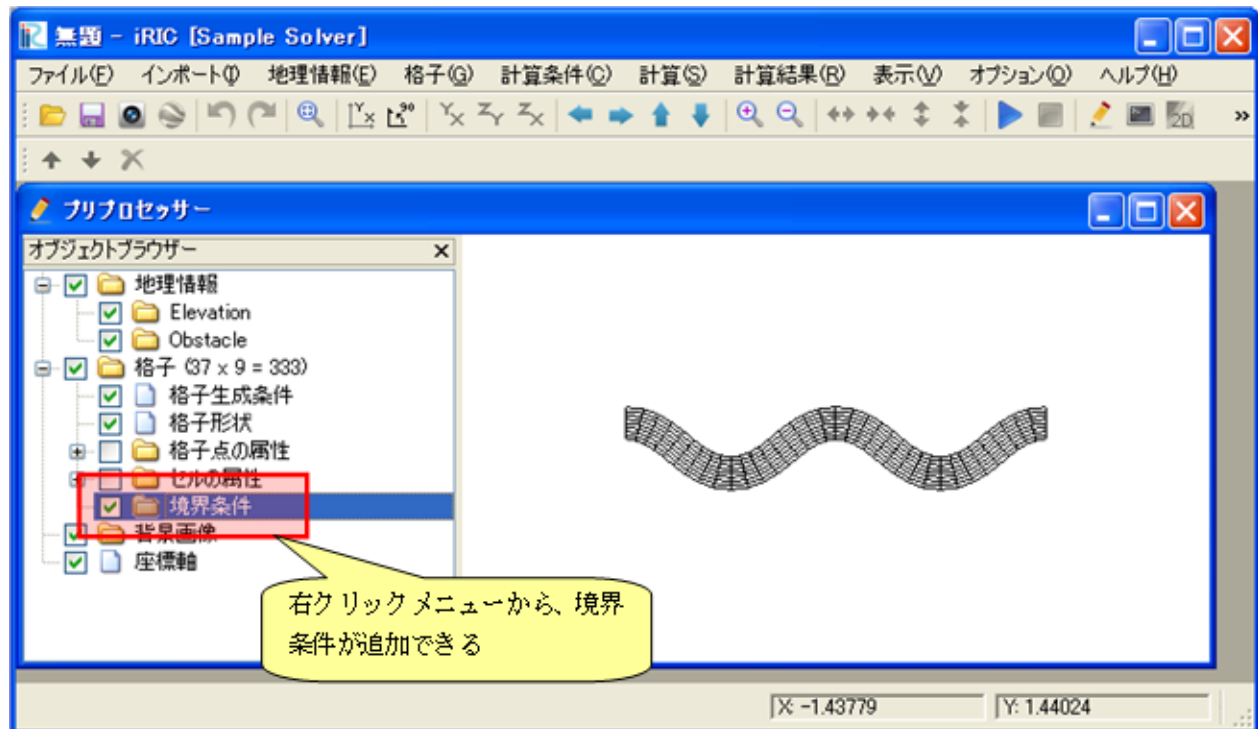 無題 - iRIC [Sample Solver]
ファイル(F) インポート(I) 地理情報(E) 格子(G) 計算条件(C) 計算(S) 計算結果(R) 表示(V) オプション(O) ヘルプ(H)
プリプロセッサー
オブジェクトブラウザー
地理情報
Elevation
Obstacle
格子 (37 x 9 = 333)
格子生成条件
格子形状
格子点の属性
セルの属性
境界条件
背景画像
座標軸
右クリックメニューから、境界
条件が追加できる
X: -1.43779 Y: 1.44024